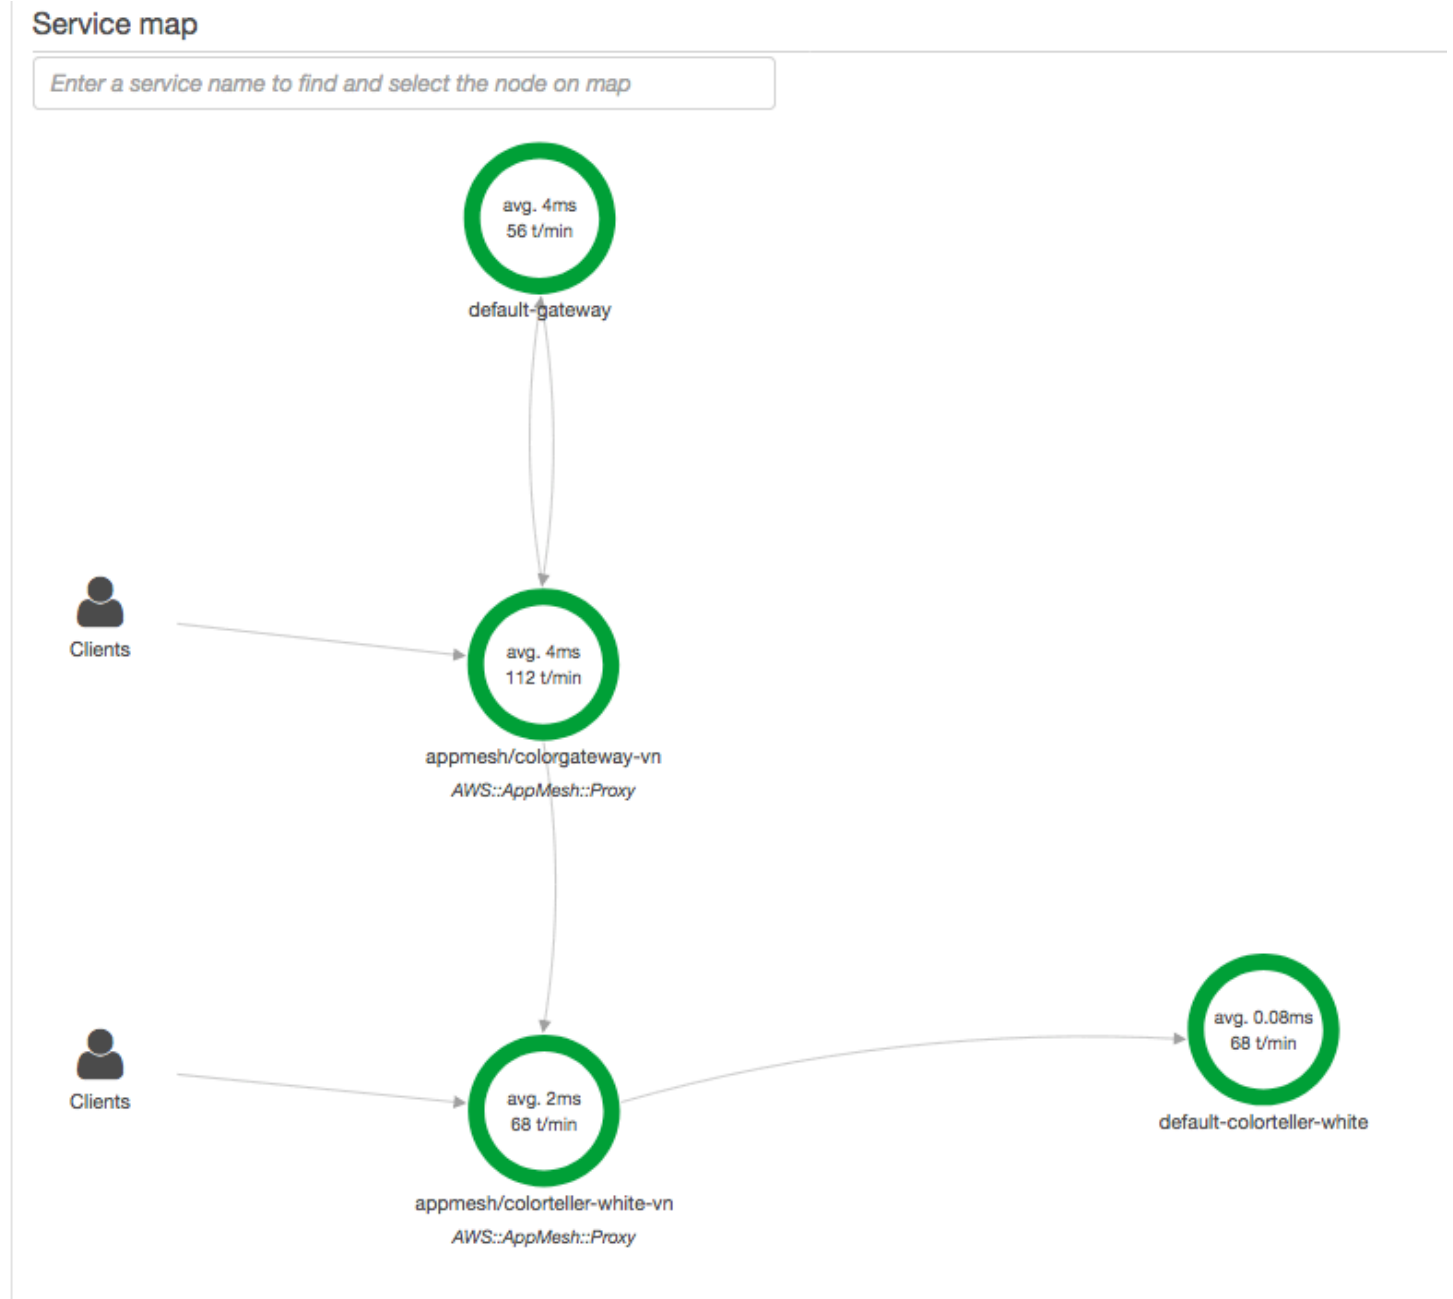 Service map
Enter a service name to find and select the node on map
avg. 4ms
56 t/min
default-gateway
Clients
avg. 4ms
112 t/min
appmesh/colorgateway-vn
AWS::AppMesh::Proxy
Clients
avg. 2ms
68 t/min
appmesh/colorteller-white-vn
AWS::AppMesh::Proxy
avg. 0.08ms
68 t/min
default-colorteller-white